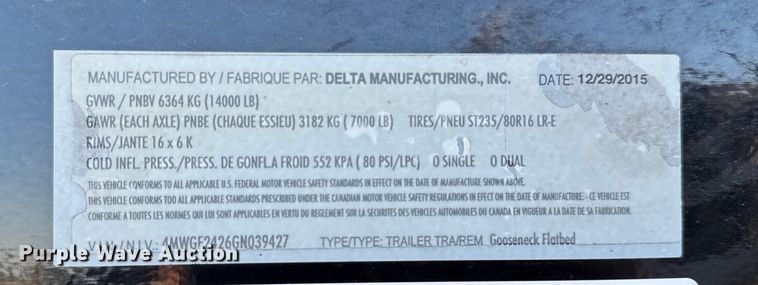 MANUFACTURED BY / FABRIQUE PAR: DELTA MANUFACTURING., INC. DATE: 12/29/2015
GVWR / PNBV 6364 KG (14000 LB)
GAWR (EACH AXLE) PNBE (CHAQUE ESSIEU) 3182 KG ( 7000 LB) TIRES/PNEU ST235/80R16 LR-E
RIMS/JANTE 16 x 6 K
COLD INFL. PRESS./PRESS. DE GONFLA FROID 552 KPA ( 80 PSI/LPC) O SINGLE O DUAL
THIS VEHICLE CONFORMS TO ALL APPLICABLE U.S. FEDERAL MOTOR VEHICLE SAFETY STANDARDS IN EFFECT ON THE DATE OF MANUFACTURE SHOWN ABOVE.
THIS VEHICLE CONFORMS TO ALL APPLICABLE STANDARDS PRESCRIBED UNDER THE CANADIAN MOTOR VEHICLE SAFETY REGULATIONS IN EFFECT ON THE DATE OF MANUFACTURE. - CE VEHICLE EST
CONFORME A TOUTES LES NORMES QUI LUI SONT APPLICABLES EN VERTU DU REGLEMENT SUR LA SECURITES DES VEHICLES AUTOMOBILES DU CANADA EN VIGUEUR A LA DATE DE SA FABRICATION.
V.I.N./N.I.V.: 4MWGF2426GN039427 TYPE/TYPE: TRAILER TRA/REM. Gooseneck Flatbed
Purple Wave Auction